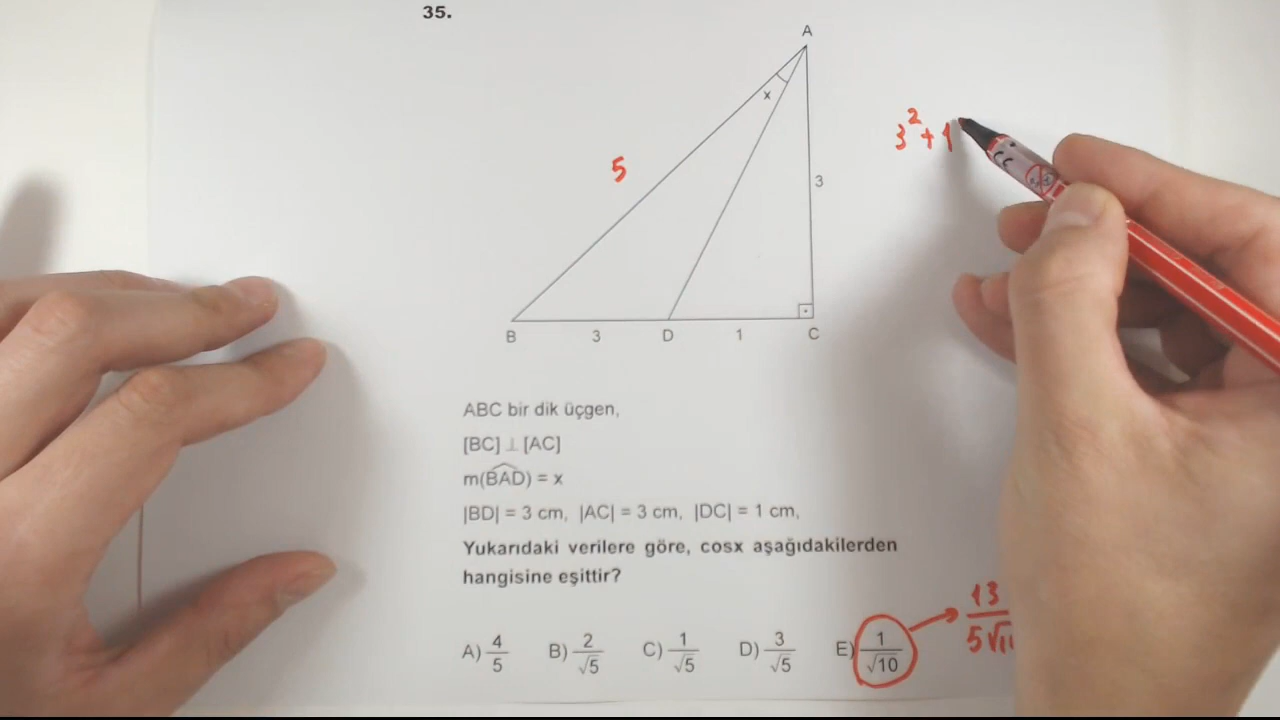 35.
A
x
3² + 1
5
3
B 3 D 1 C
ABC bir dik üçgen,
[BC] ⊥ [AC]
m(BAD) = x
|BD| = 3 cm, |AC| = 3 cm, |DC| = 1 cm,
Yukarıdaki verilere göre, cosx aşağıdakilerden
hangisine eşittir?
A) 4/5 B) 2/√5 C) 1/√5 D) 3/√5 E) 1/√10
13